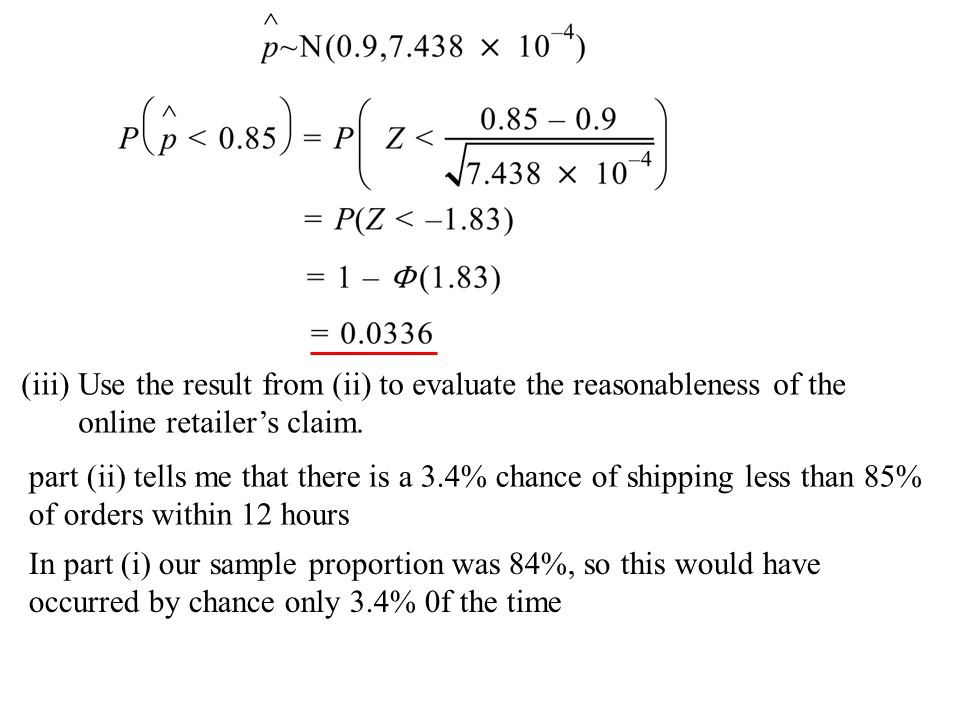 p̂~N(0.9,7.438 × 10⁻⁴)
P(p̂ < 0.85) = P(Z < (0.85 – 0.9)/√(7.438 × 10⁻⁴))
= P(Z < –1.83)
= 1 – Φ(1.83)
= 0.0336
(iii) Use the result from (ii) to evaluate the reasonableness of the
online retailer’s claim.
part (ii) tells me that there is a 3.4% chance of shipping less than 85%
of orders within 12 hours
In part (i) our sample proportion was 84%, so this would have
occurred by chance only 3.4% 0f the time